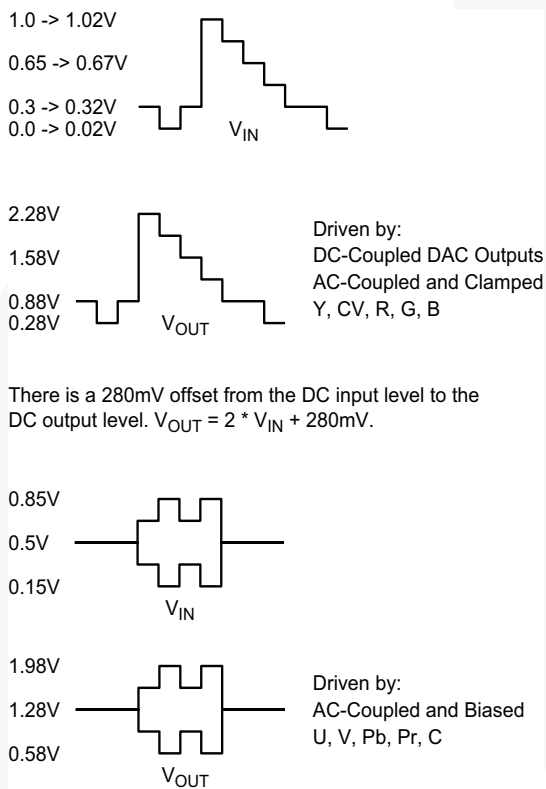 1.0 -> 1.02V
0.65 -> 0.67V
0.3 -> 0.32V
0.0 -> 0.02V
VIN
2.28V
1.58V
0.88V
0.28V
VOUT
Driven by:
DC-Coupled DAC Outputs
AC-Coupled and Clamped
Y, CV, R, G, B
There is a 280mV offset from the DC input level to the
DC output level. VOUT = 2 * VIN + 280mV.
0.85V
0.5V
0.15V
VIN
1.98V
1.28V
0.58V
VOUT
Driven by:
AC-Coupled and Biased
U, V, Pb, Pr, C